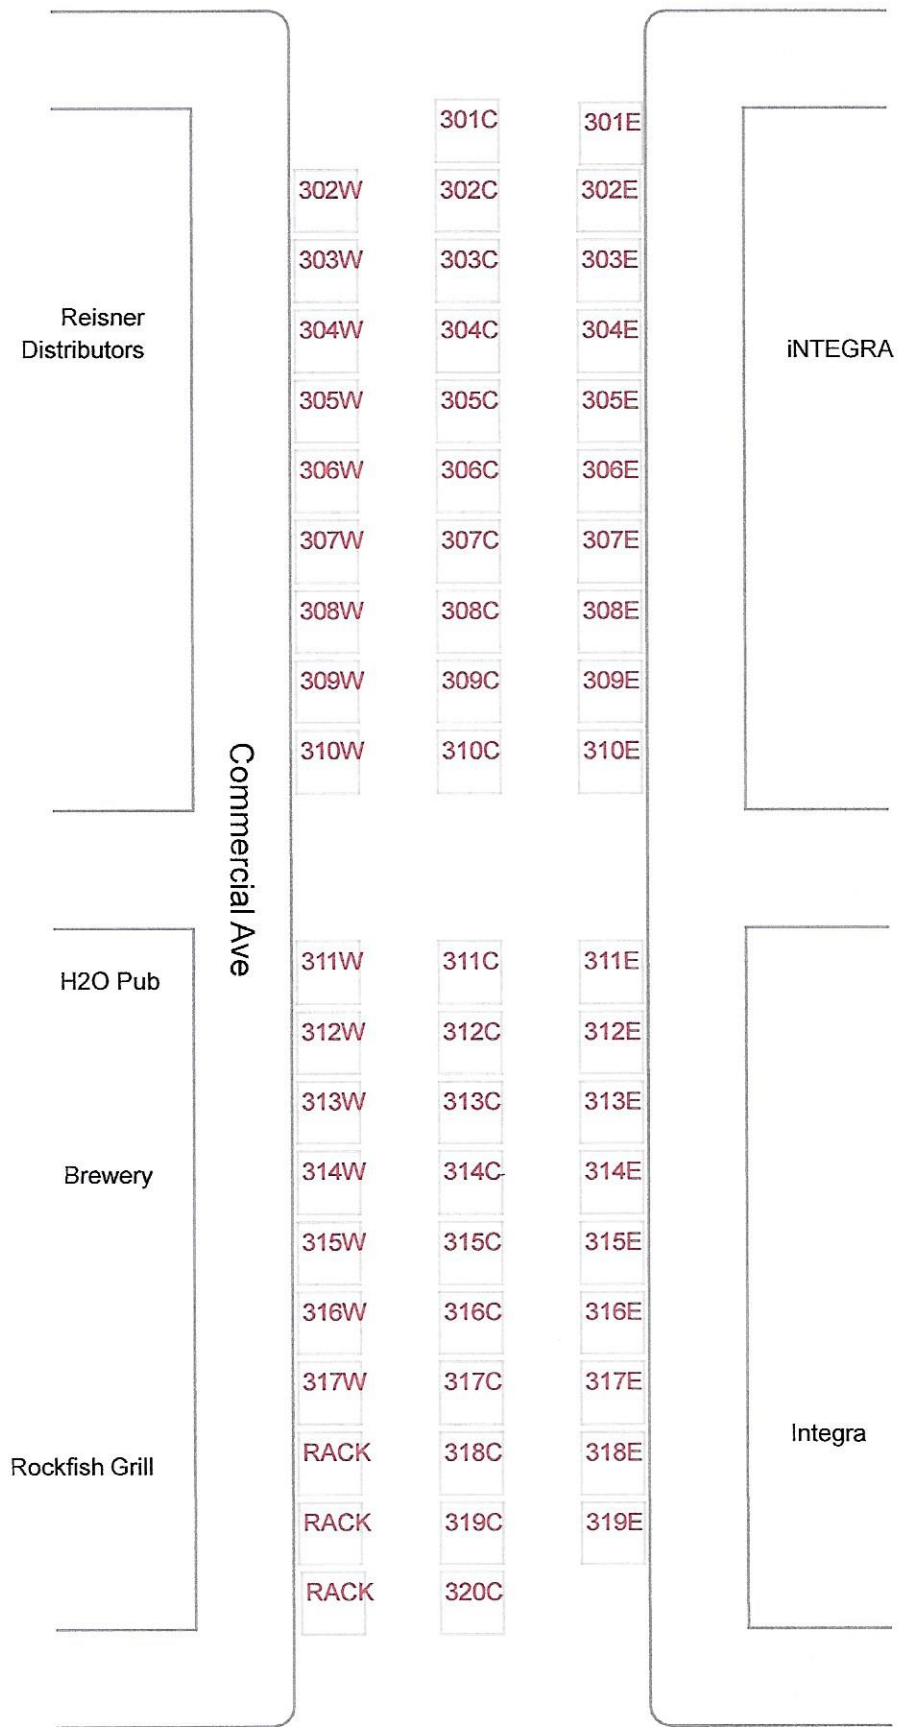 301C 301E
302W 302C 302E
303W 303C 303E
Reisner
Distributors
304W 304C 304E
iNTEGRA
305W 305C 305E
306W 306C 306E
307W 307C 307E
308W 308C 308E
309W 309C 309E
310W 310C 310E
Commercial Ave
H2O Pub
311W 311C 311E
312W 312C 312E
313W 313C 313E
Brewery
314W 314C 314E
315W 315C 315E
316W 316C 316E
317W 317C 317E
Integra
Rockfish Grill
RACK 318C 318E
RACK 319C 319E
RACK 320C